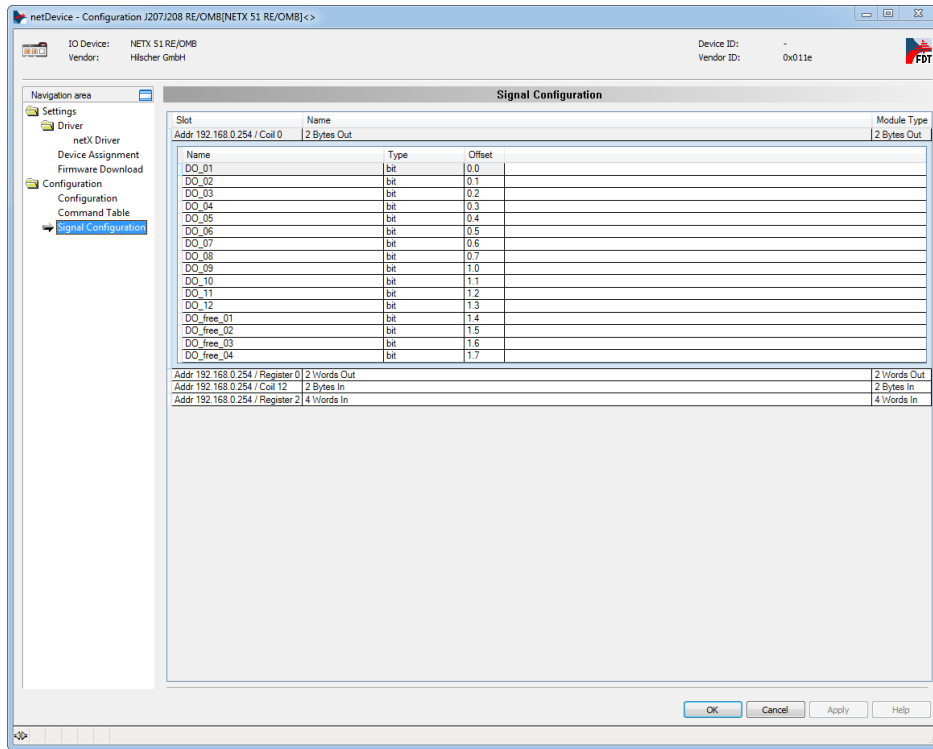 netDevice - Configuration J207J208 RE/OMB[NETX 51 RE/OMB]<>
IO Device: NETX 51 RE/OMB Device ID: -
Vendor: Hilscher GmbH Vendor ID: 0x011e
FDT
Navigation area
Signal Configuration
Settings
Driver
netX Driver
Device Assignment
Firmware Download
Configuration
Configuration
Command Table
Signal Configuration
Slot Name Module Type
Addr 192.168.0.254 / Coil 0 2 Bytes Out 2 Bytes Out
Name Type Offset
DO_01 bit 0.0
DO_02 bit 0.1
DO_03 bit 0.2
DO_04 bit 0.3
DO_05 bit 0.4
DO_06 bit 0.5
DO_07 bit 0.6
DO_08 bit 0.7
DO_09 bit 1.0
DO_10 bit 1.1
DO_11 bit 1.2
DO_12 bit 1.3
DO_free_01 bit 1.4
DO_free_02 bit 1.5
DO_free_03 bit 1.6
DO_free_04 bit 1.7
Addr 192.168.0.254 / Register 0 2 Words Out 2 Words Out
Addr 192.168.0.254 / Coil 12 2 Bytes In 2 Bytes In
Addr 192.168.0.254 / Register 2 4 Words In 4 Words In
OK Cancel Apply Help